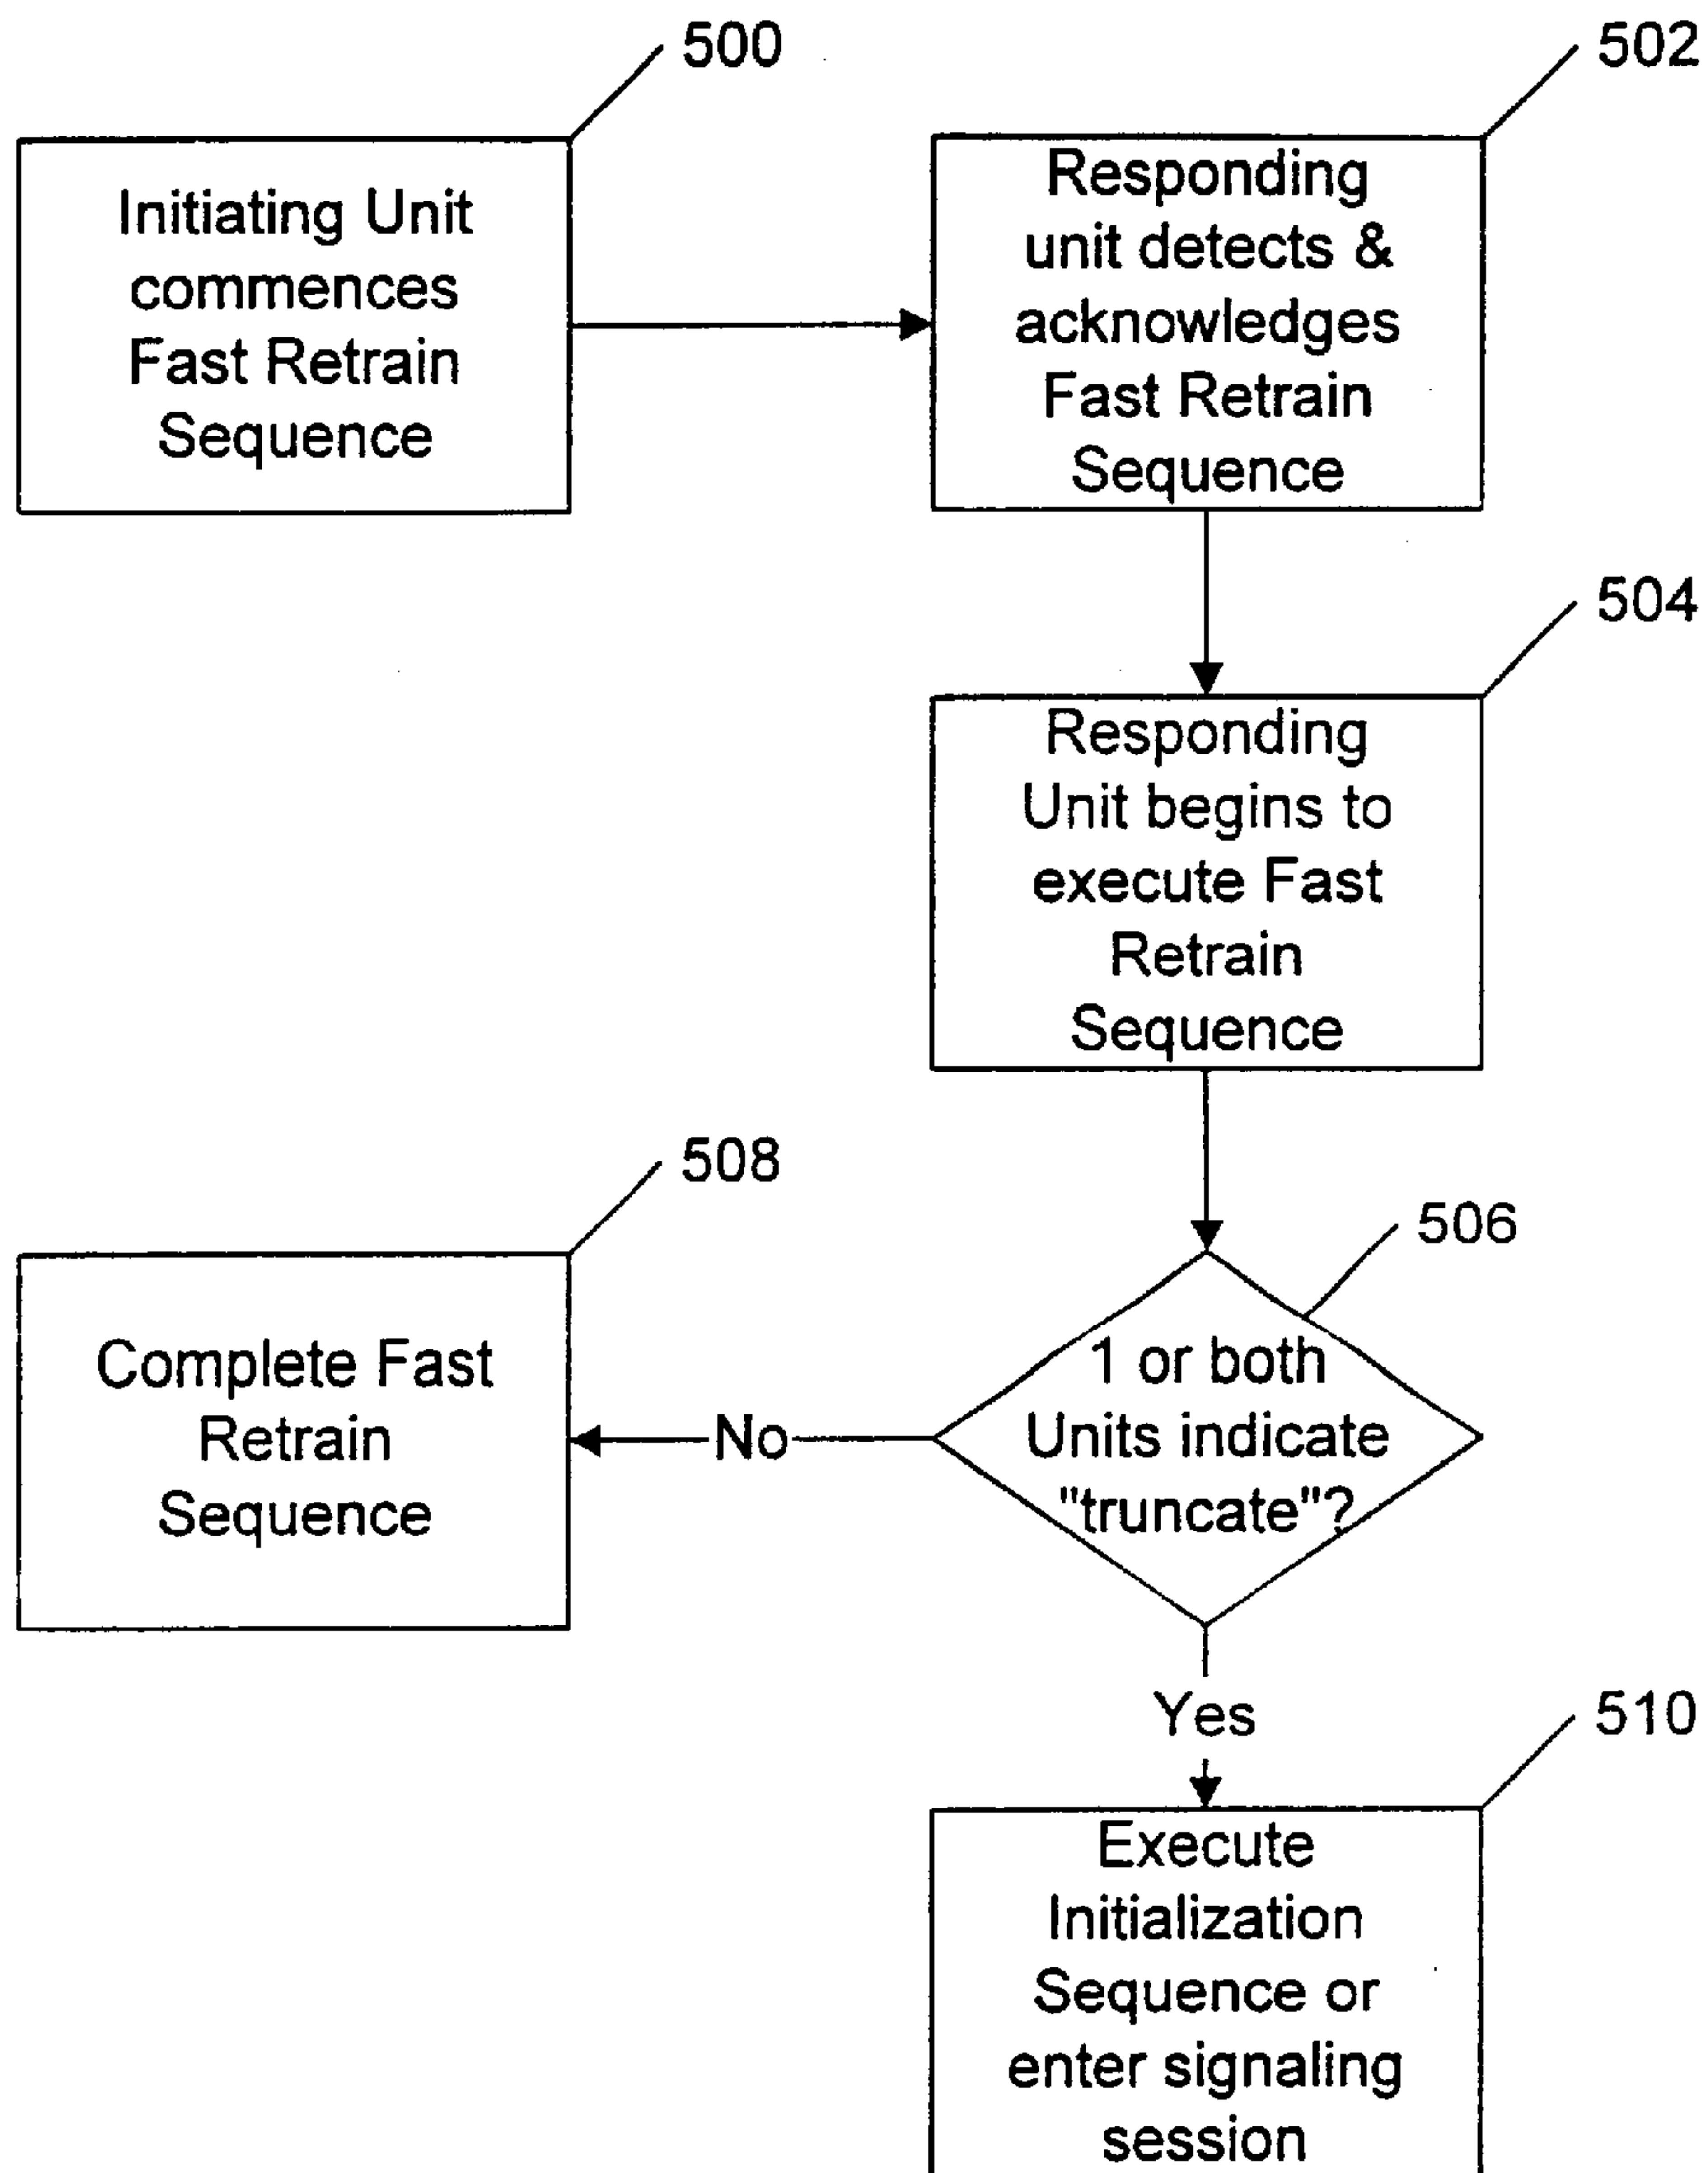 500
Initiating Unit
commences
Fast Retrain
Sequence
502
Responding
unit detects &
acknowledges
Fast Retrain
Sequence
504
Responding
Unit begins to
execute Fast
Retrain
Sequence
506
1 or both
Units indicate
"truncate"?
No
508
Complete Fast
Retrain
Sequence
Yes
510
Execute
Initialization
Sequence or
enter signaling
session